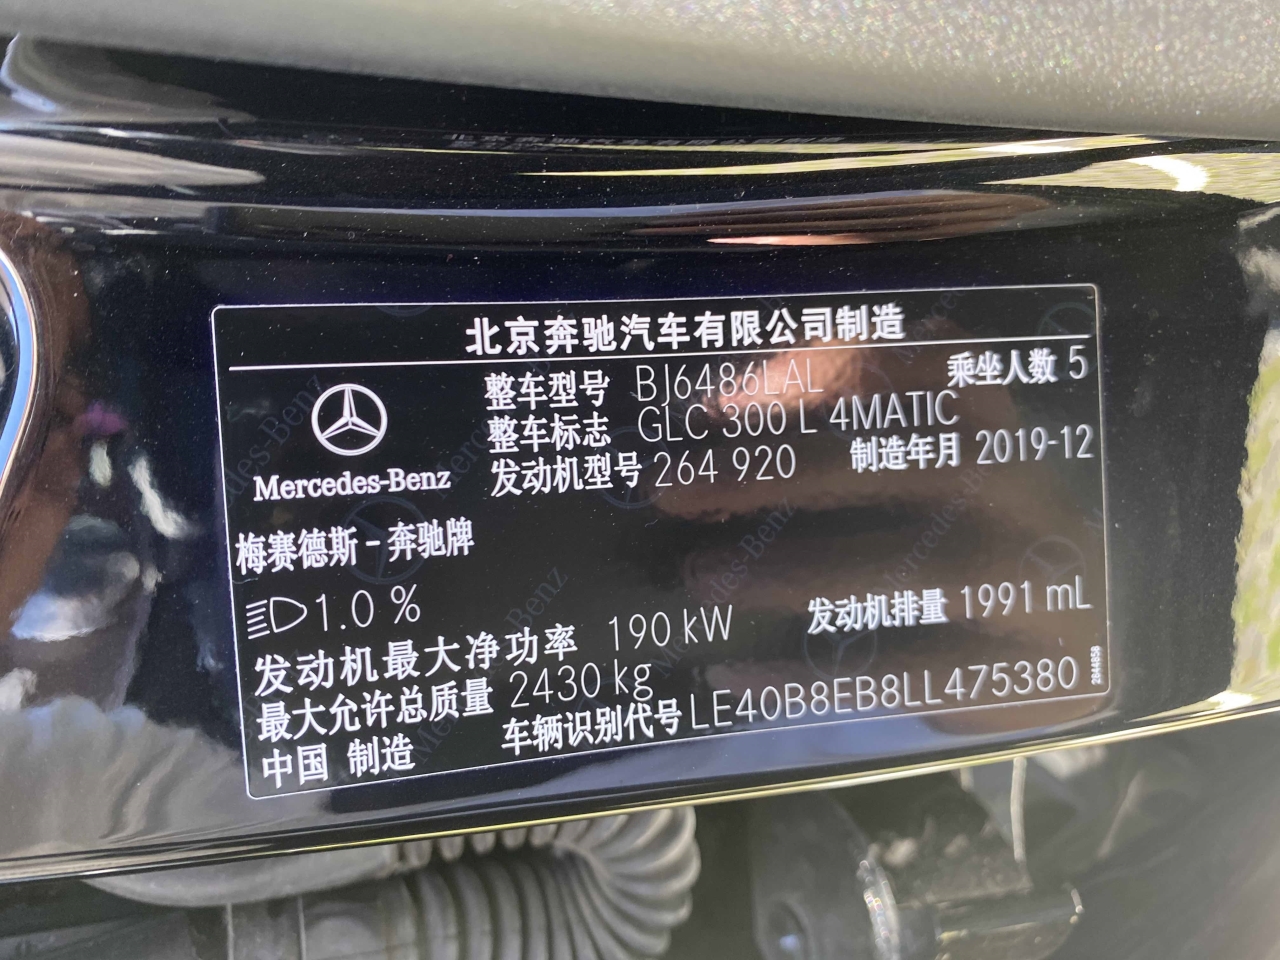 北京奔驰汽车有限公司制造
整车型号 BJ6486LAL 乘坐人数 5
整车标志 GLC 300 L 4MATIC
发动机型号 264 920 制造年月 2019-12
Mercedes-Benz
梅赛德斯-奔驰牌
1.0 %
发动机最大净功率 190 kW 发动机排量 1991 mL
最大允许总质量 2430 kg
中国 制造 车辆识别代号 LE40B8EB8LL475380
2844858